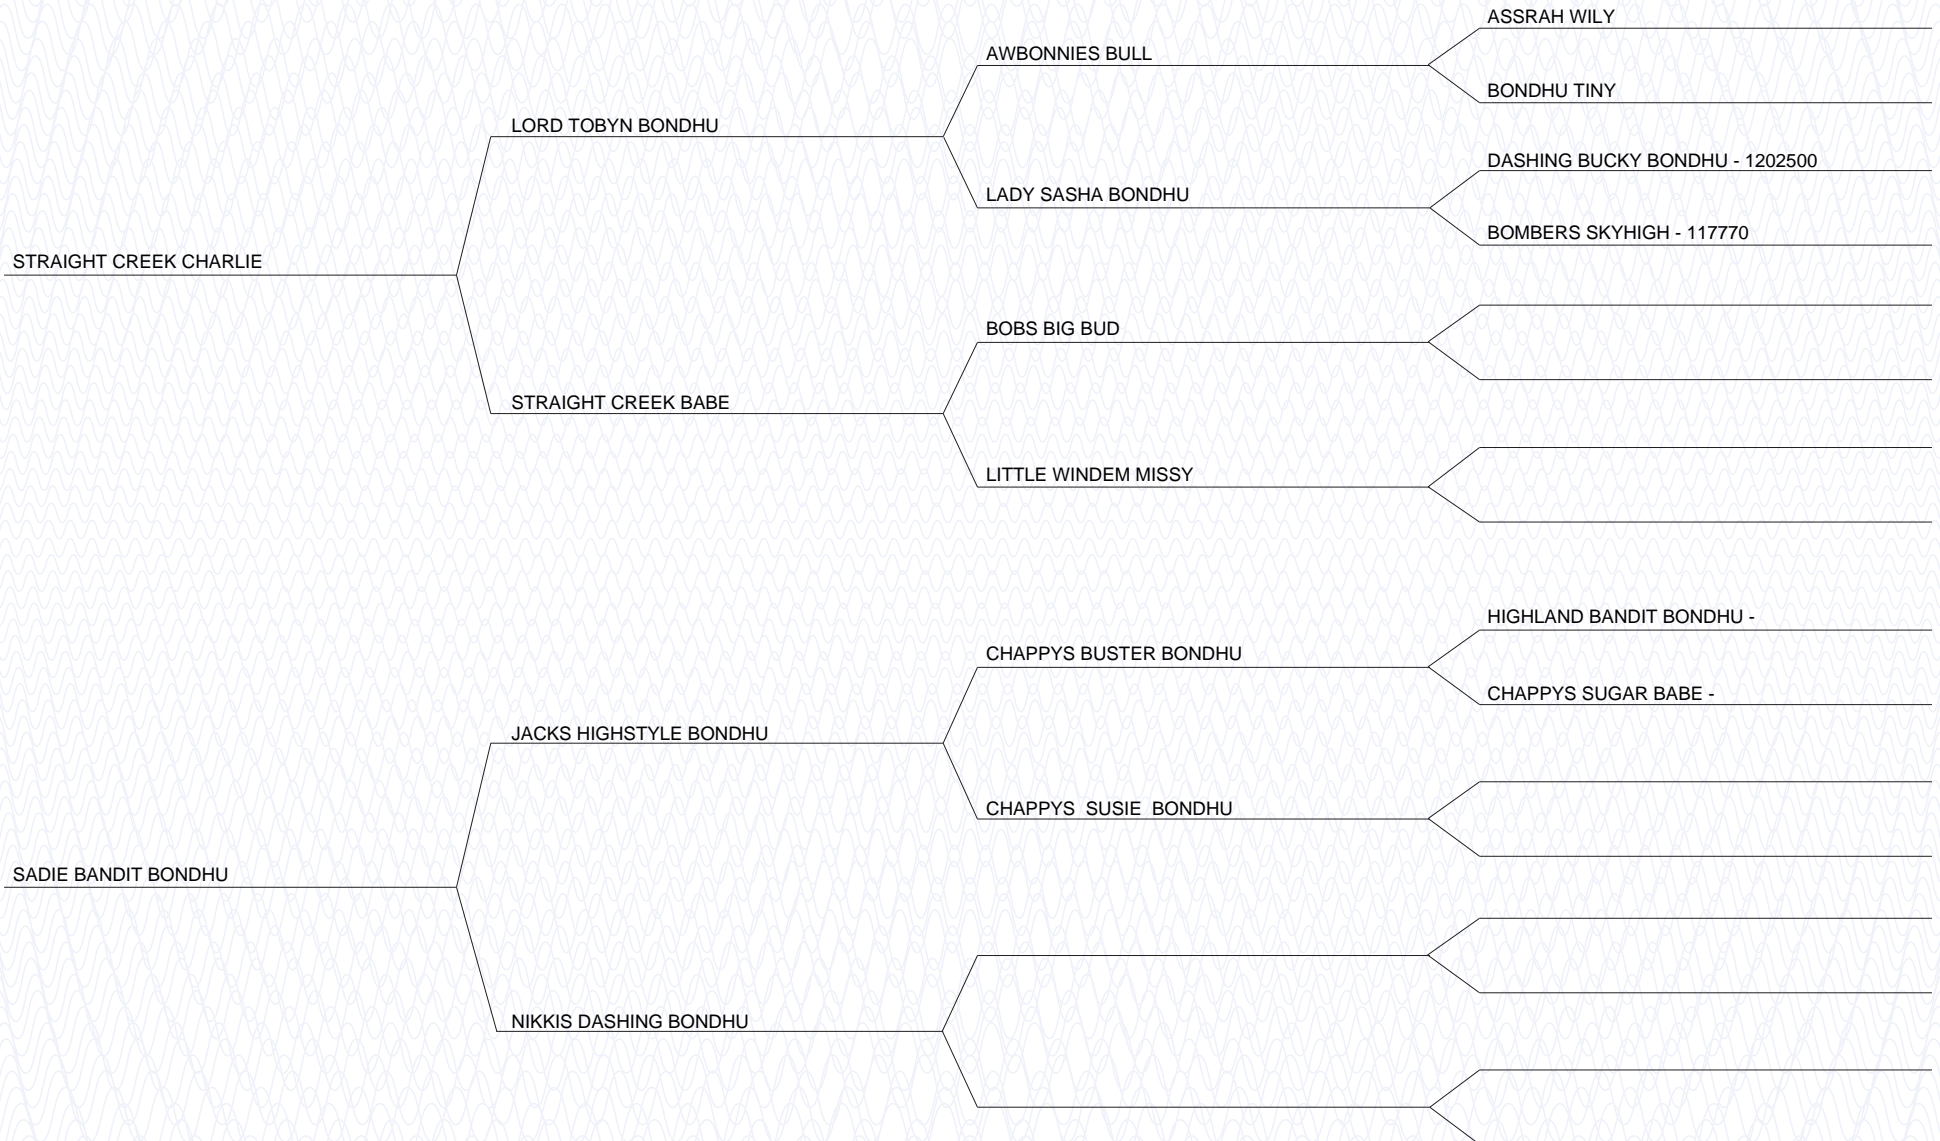 ASSRAH WILY
AWBONNIES BULL
BONDHU TINY
LORD TOBYN BONDHU
DASHING BUCKY BONDHU - 1202500
LADY SASHA BONDHU
BOMBERS SKYHIGH - 117770
STRAIGHT CREEK CHARLIE
BOBS BIG BUD
STRAIGHT CREEK BABE
LITTLE WINDEM MISSY
HIGHLAND BANDIT BONDHU -
CHAPPYS BUSTER BONDHU
CHAPPYS SUGAR BABE -
JACKS HIGHSTYLE BONDHU
CHAPPYS  SUSIE  BONDHU
SADIE BANDIT BONDHU
NIKKIS DASHING BONDHU